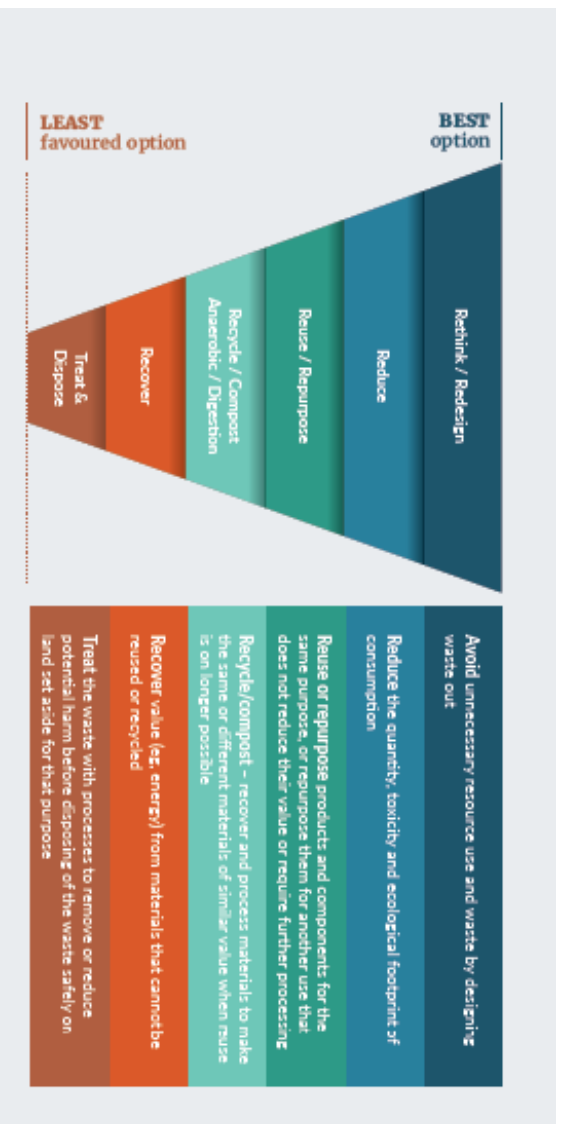 BEST
option
LEAST
favoured option
Rethink / Redesign
Reduce
Reuse / Repurpose
Recycle / Compost
Anaerobic / Digestion
Recover
Treat &
Dispose
Avoid unnecessary resource use and waste by designing
waste out
Reduce the quantity, toxicity and ecological footprint of
consumption
Reuse or repurpose products and components for the
same purpose, or repurpose them for another use that
does not reduce their value or require further processing
Recycle/compost – recover and process materials to make
the same or different materials of similar value when reuse
is on longer possible
Recover value (eg, energy) from materials that cannot be
reused or recycled
Treat the waste with processes to remove or reduce
potential harm before disposing of the waste safely on
land set aside for that purpose